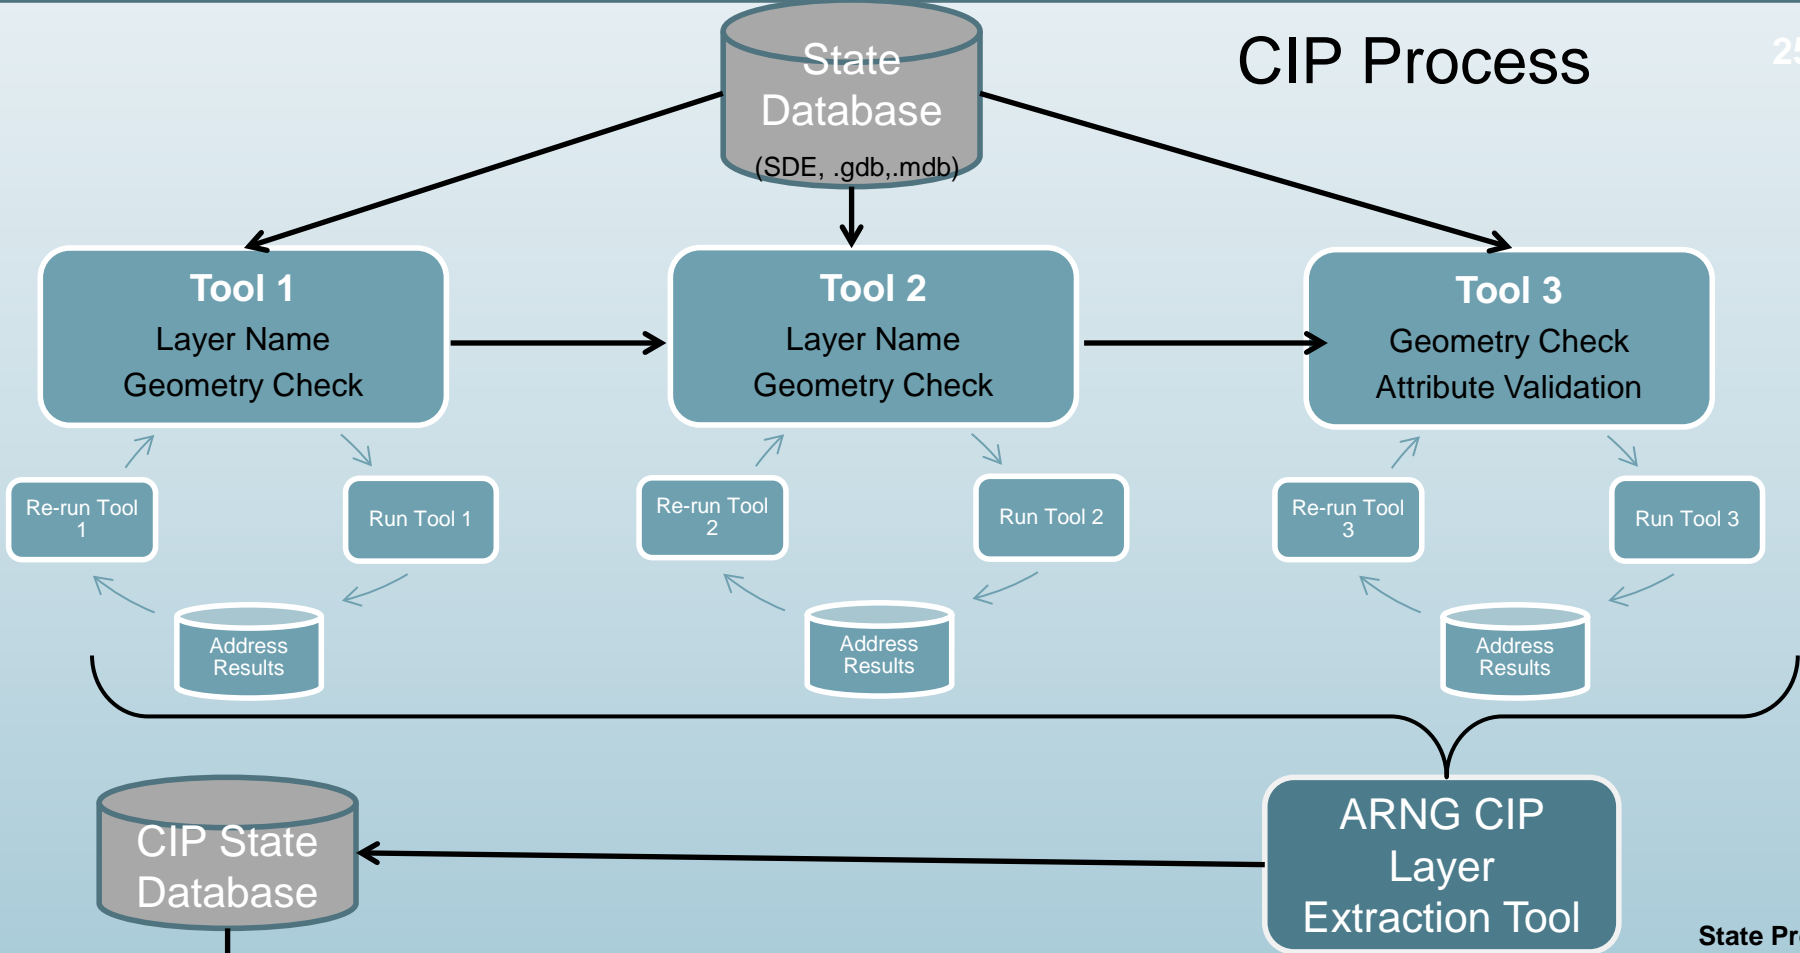 CIP Process
25
State
Database
(SDE, .gdb,.mdb)
Tool 1
Layer Name
Geometry Check
Tool 2
Layer Name
Geometry Check
Tool 3
Geometry Check
Attribute Validation
Re-run Tool
1
Run Tool 1
Address
Results
Re-run Tool
2
Run Tool 2
Address
Results
Re-run Tool
3
Run Tool 3
Address
Results
CIP State
Database
ARNG CIP
Layer
Extraction Tool
State